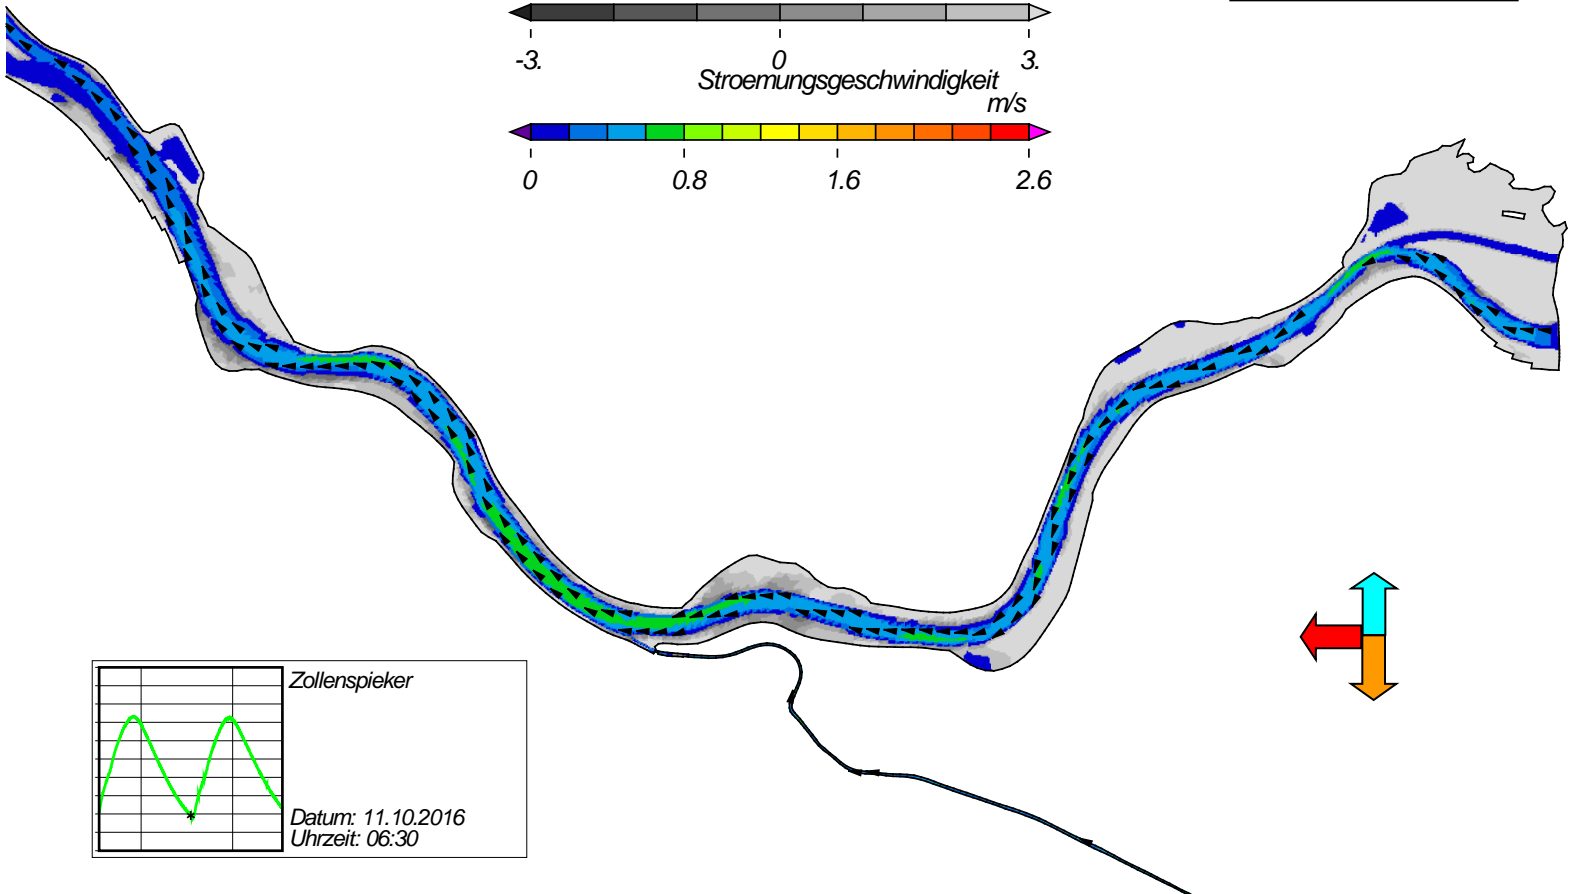 -3. 0 3.
Stroemungsgeschwindigkeit
m/s
0 0.8 1.6 2.6
Zollenspieker
Datum: 11.10.2016
Uhrzeit: 06:30